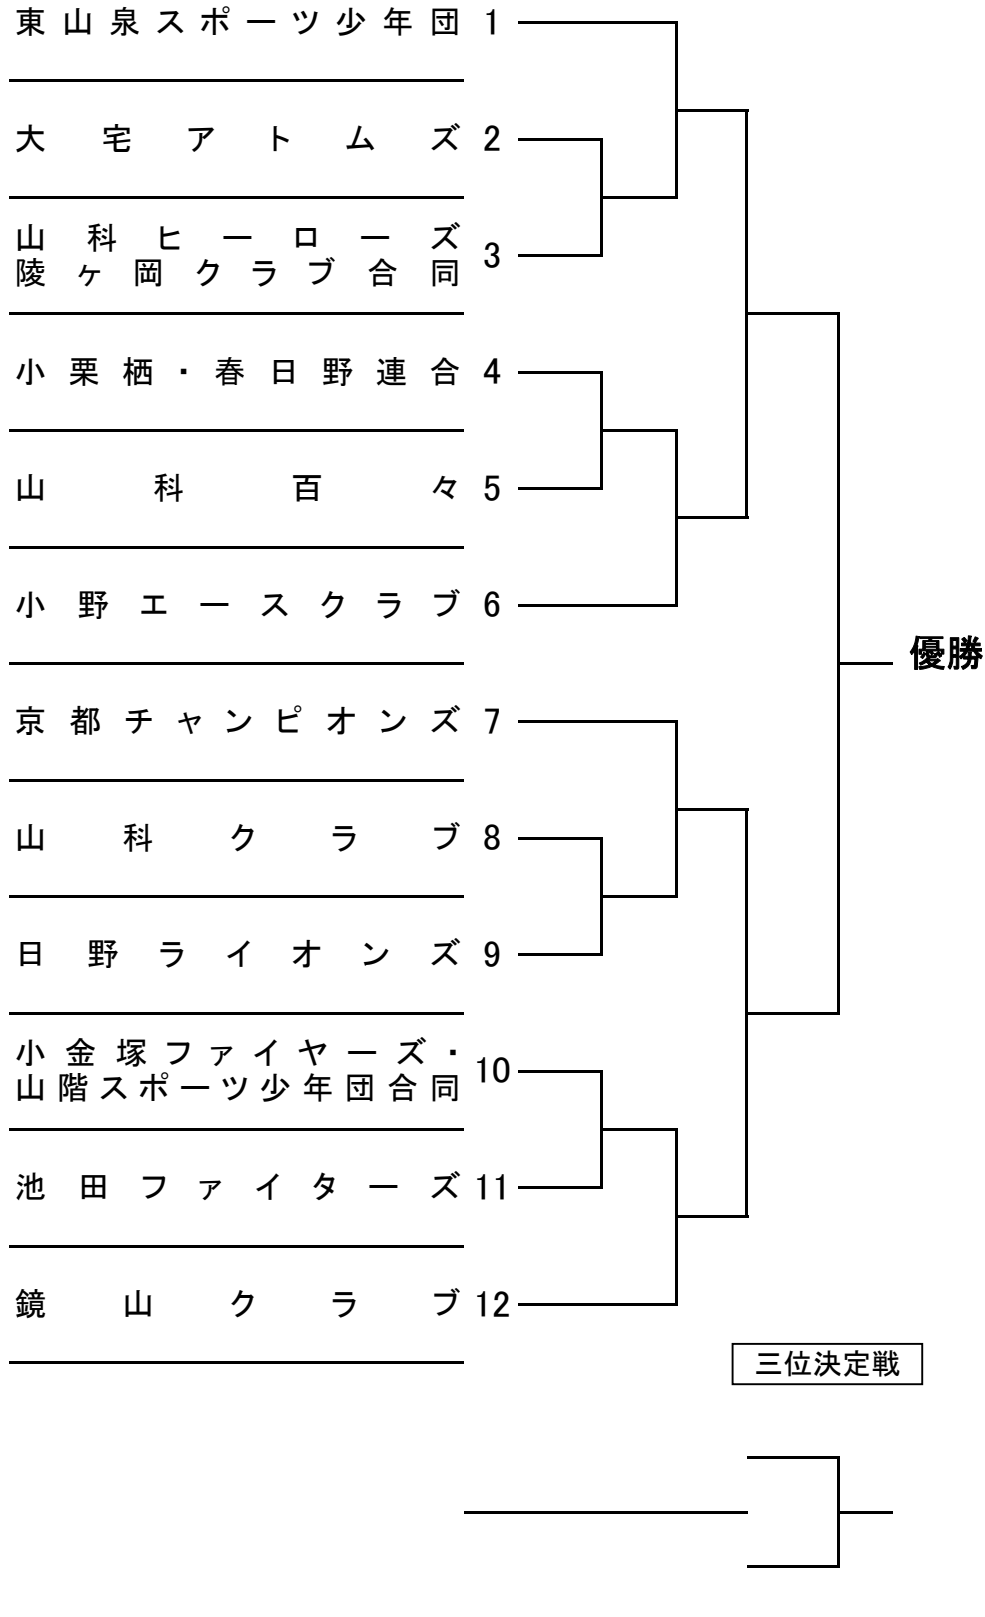 東山泉スポーツ少年団 1
大宅アトムズ 2
山科ヒーローズ
陵ヶ岡クラブ合同 3
小栗栖・春日野連合 4
山科百々 5
小野エースクラブ 6
優勝
京都チャンピオンズ 7
山科クラブ 8
日野ライオンズ 9
小金塚ファイヤーズ・
山階スポーツ少年団合同 10
池田ファイターズ 11
鏡山クラブ 12
三位決定戦